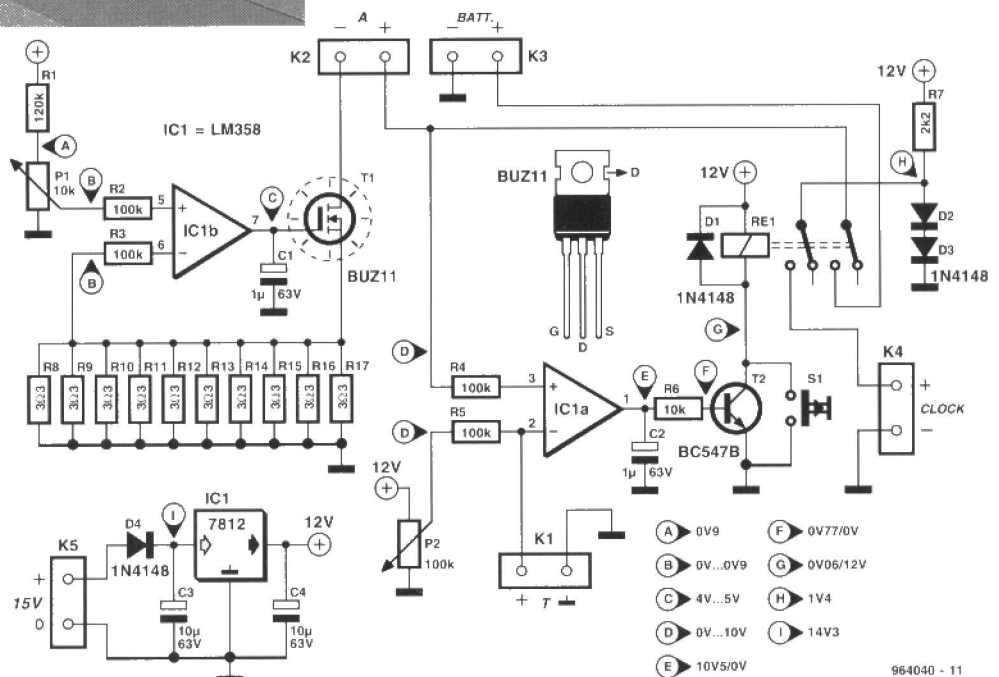 A
BATT.
K2
− +
− +
K3
12V
R1
120k
A
IC1 = LM358
R7
2k2
P1
10k
B
R2
100k
5
+
IC1b
7
C
T1
BUZ11
D
12V
H
R3
100k
6
−
B
C1
1µ
63V
BUZ11
D1
1N4148
RE1
D2
D3
1N4148
G D S
G
R8
R9
R10
R11
R12
R13
R14
R15
R16
R17
3Ω3
3Ω3
3Ω3
3Ω3
3Ω3
3Ω3
3Ω3
3Ω3
3Ω3
3Ω3
D
R4
100k
3
+
IC1a
1
E
R6
10k
F
T2
BC547B
S1
K4
+
CLOCK
−
D
R5
100k
2
−
C2
1µ
63V
12V
P2
100k
K1
+ T
K5
+
15V
0
D4
1N4148
I
IC1
7812
12V
C3
10µ
63V
C4
10µ
63V
A 0V9
F 0V77/0V
B 0V...0V9
G 0V06/12V
C 4V...5V
H 1V4
D 0V...10V
I 14V3
E 10V5/0V
964040 - 11